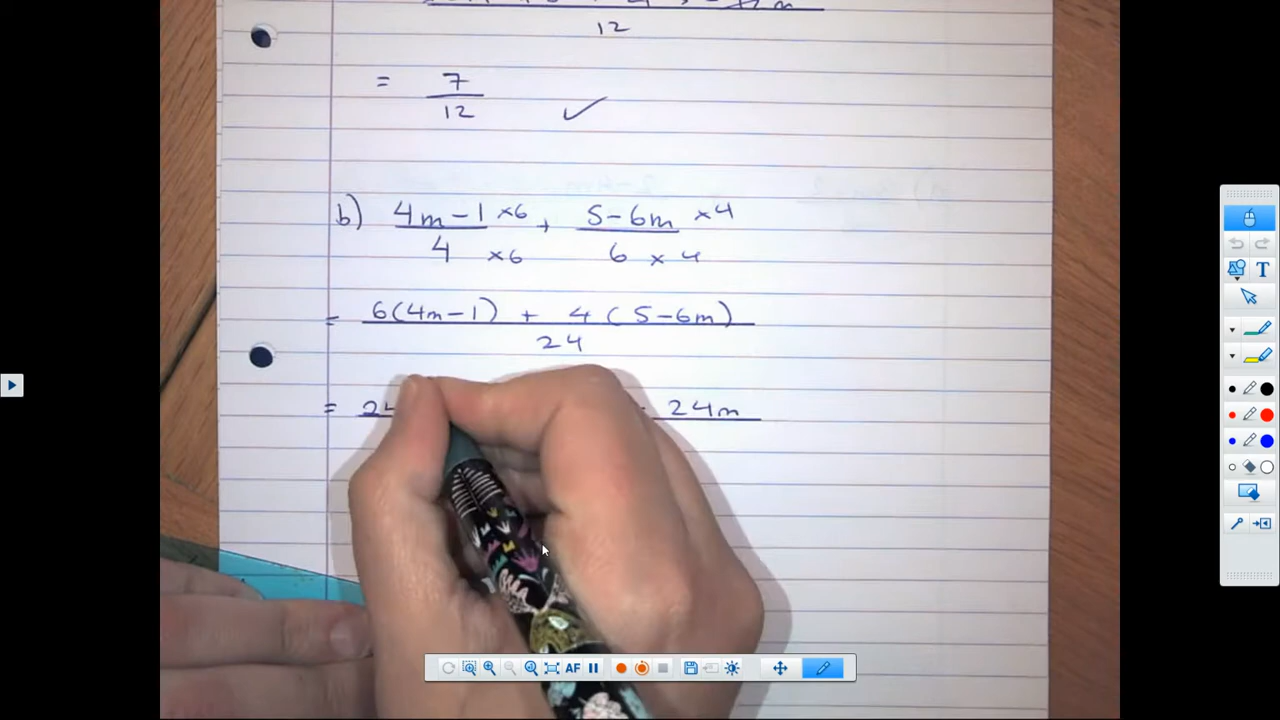 12
= 7
12 ✓
b) 4m-1 ×6 + 5-6m ×4
4 ×6 6 ×4
= 6(4m-1) + 4(5-6m)
24
= 24m
T
AF